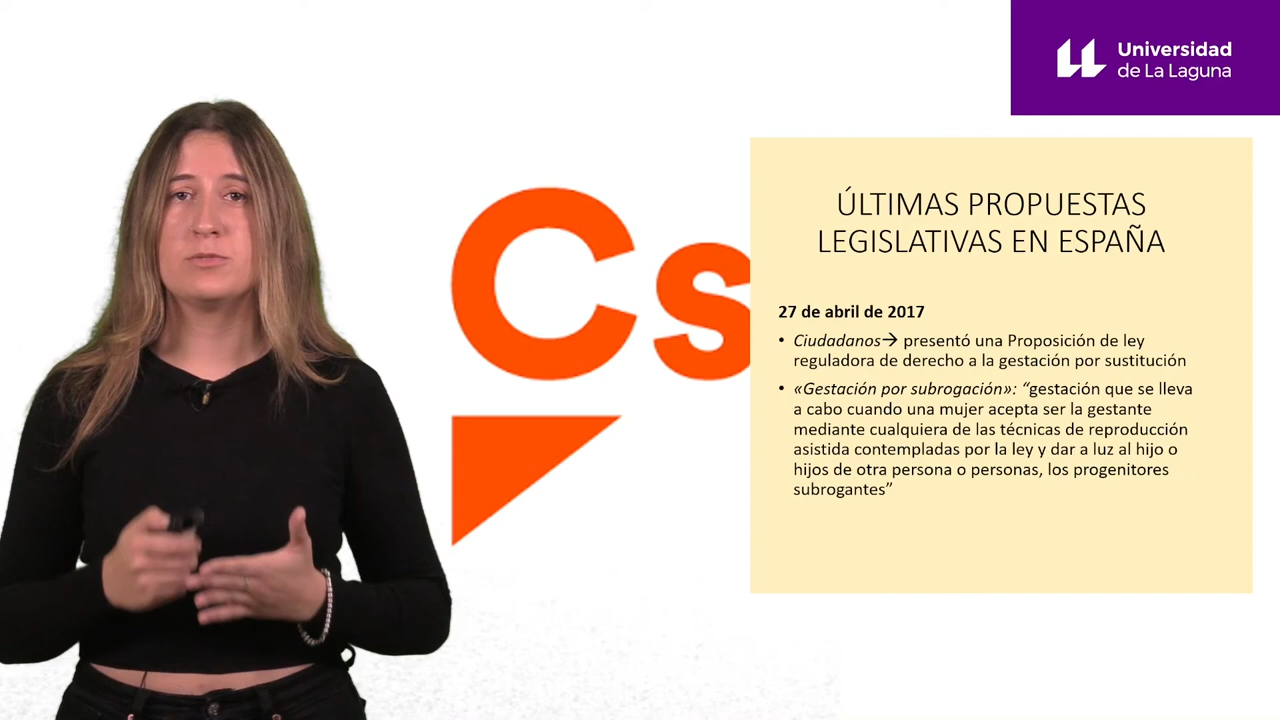 Universidad
de La Laguna
Cs
ÚLTIMAS PROPUESTAS
LEGISLATIVAS EN ESPAÑA
27 de abril de 2017
• Ciudadanos→ presentó una Proposición de ley
reguladora de derecho a la gestación por sustitución
• «Gestación por subrogación»: “gestación que se lleva
a cabo cuando una mujer acepta ser la gestante
mediante cualquiera de las técnicas de reproducción
asistida contempladas por la ley y dar a luz al hijo o
hijos de otra persona o personas, los progenitores
subrogantes”